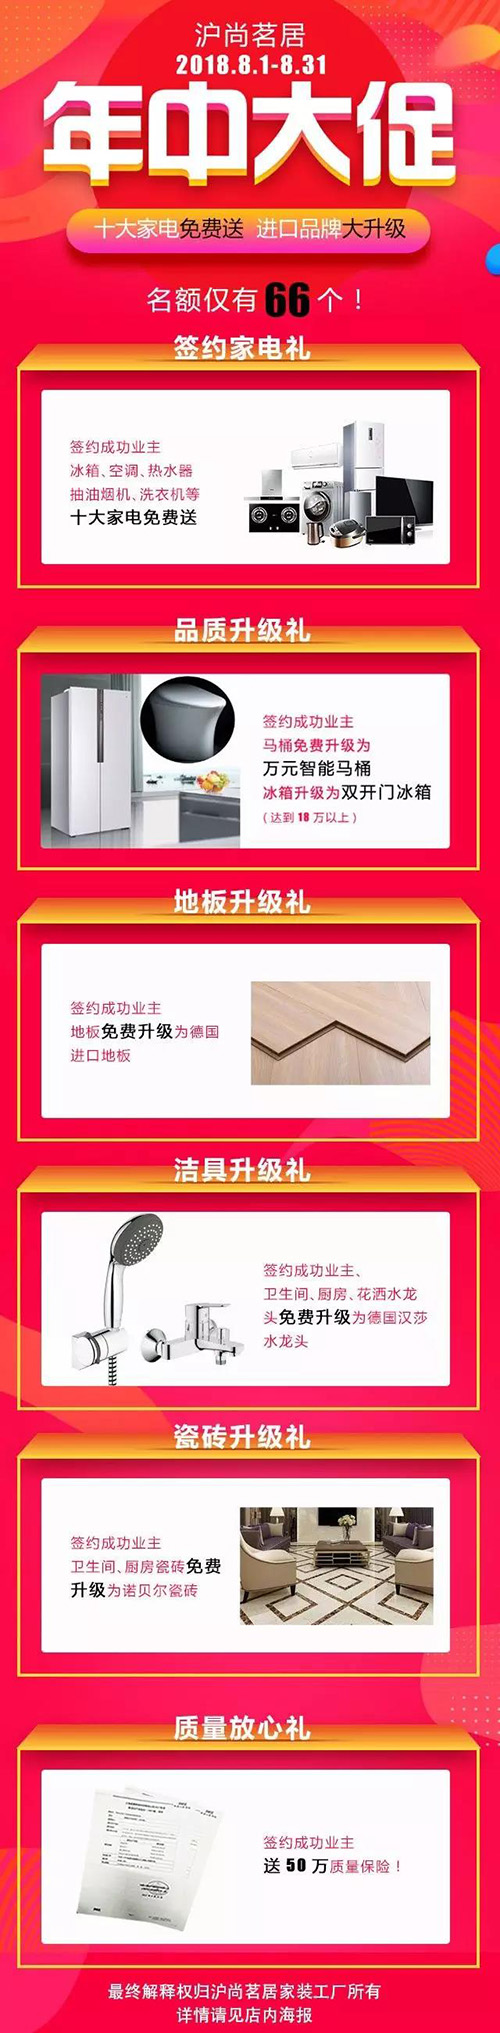 沪尚茗居
2018.8.1-8.31
年中大促
十大家电免费送 进口品牌大升级
名额仅有66个！
签约家电礼
签约成功业主
冰箱、空调、热水器
抽油烟机、洗衣机等
十大家电免费送
品质升级礼
签约成功业主
马桶免费升级为
万元智能马桶
冰箱升级为双开门冰箱
（达到18万以上）
地板升级礼
签约成功业主
地板免费升级为德国
进口地板
洁具升级礼
签约成功业主、
卫生间、厨房、花洒水龙
头免费升级为德国汉莎
水龙头
瓷砖升级礼
签约成功业主
卫生间、厨房瓷砖免费
升级为诺贝尔瓷砖
质量放心礼
签约成功业主
送50万质量保险！
最终解释权归沪尚茗居家装工厂所有
详情请见店内海报